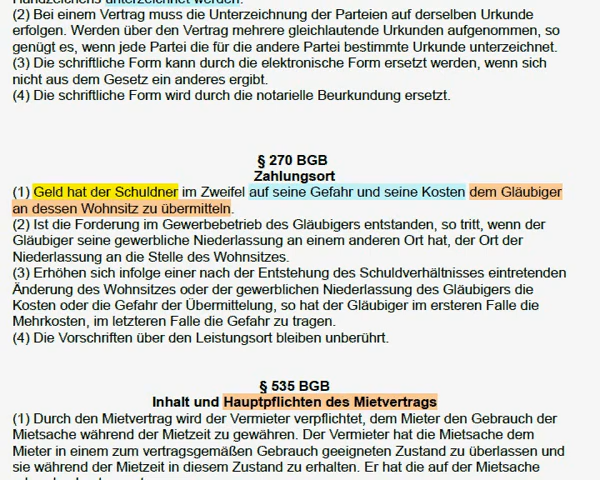 unterzeichnet werden.
(2) Bei einem Vertrag muss die Unterzeichnung der Parteien auf derselben Urkunde
erfolgen. Werden über den Vertrag mehrere gleichlautende Urkunden aufgenommen, so
genügt es, wenn jede Partei die für die andere Partei bestimmte Urkunde unterzeichnet.
(3) Die schriftliche Form kann durch die elektronische Form ersetzt werden, wenn sich
nicht aus dem Gesetz ein anderes ergibt.
(4) Die schriftliche Form wird durch die notarielle Beurkundung ersetzt.
§ 270 BGB
Zahlungsort
(1) Geld hat der Schuldner im Zweifel auf seine Gefahr und seine Kosten dem Gläubiger
an dessen Wohnsitz zu übermitteln.
(2) Ist die Forderung im Gewerbebetrieb des Gläubigers entstanden, so tritt, wenn der
Gläubiger seine gewerbliche Niederlassung an einem anderen Ort hat, der Ort der
Niederlassung an die Stelle des Wohnsitzes.
(3) Erhöhen sich infolge einer nach der Entstehung des Schuldverhältnisses eintretenden
Änderung des Wohnsitzes oder der gewerblichen Niederlassung des Gläubigers die
Kosten oder die Gefahr der Übermittelung, so hat der Gläubiger im ersteren Falle die
Mehrkosten, im letzteren Falle die Gefahr zu tragen.
(4) Die Vorschriften über den Leistungsort bleiben unberührt.
§ 535 BGB
Inhalt und Hauptpflichten des Mietvertrags
(1) Durch den Mietvertrag wird der Vermieter verpflichtet, dem Mieter den Gebrauch der
Mietsache während der Mietzeit zu gewähren. Der Vermieter hat die Mietsache dem
Mieter in einem zum vertragsgemäßen Gebrauch geeigneten Zustand zu überlassen und
sie während der Mietzeit in diesem Zustand zu erhalten. Er hat die auf der Mietsache